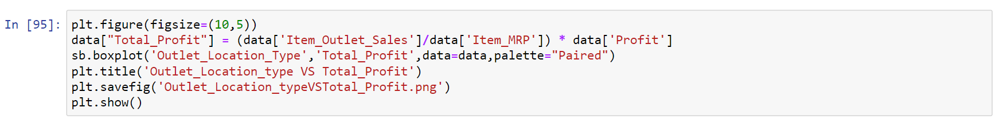 In [95]: plt.figure(figsize=(10,5))
data["Total_Profit"] = (data['Item_Outlet_Sales']/data['Item_MRP']) * data['Profit']
sb.boxplot('Outlet_Location_Type','Total_Profit',data=data,palette="Paired")
plt.title('Outlet_Location_type VS Total_Profit')
plt.savefig('Outlet_Location_typeVSTotal_Profit.png')
plt.show()